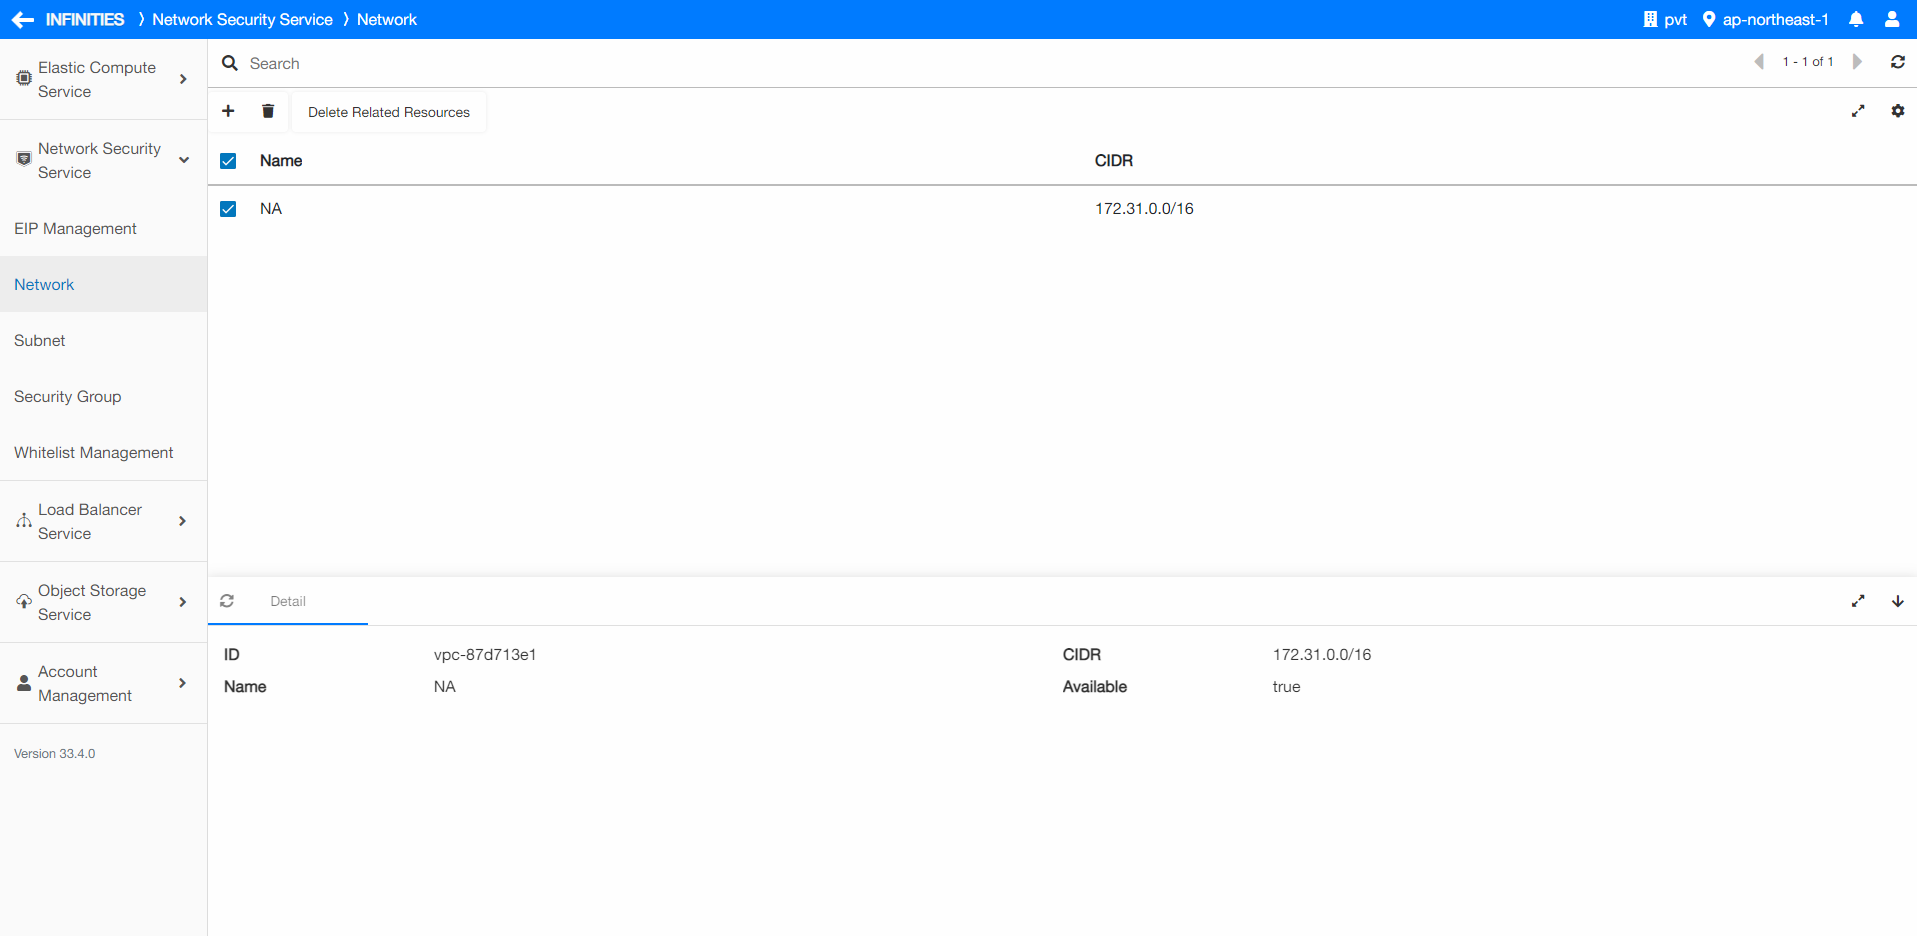 INFINITIES ⟩ Network Security Service ⟩ Network
pvt
ap-northeast-1
Elastic Compute
Service
Network Security
Service
EIP Management
Network
Subnet
Security Group
Whitelist Management
Load Balancer
Service
Object Storage
Service
Account
Management
Version 33.4.0
Search
1 - 1 of 1
Delete Related Resources
Name CIDR
NA 172.31.0.0/16
Detail
ID vpc-87d713e1 CIDR 172.31.0.0/16
Name NA Available true